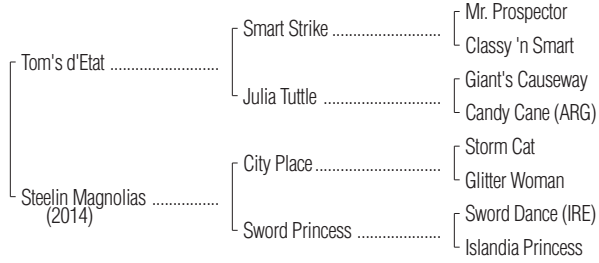 Mr. Prospector
Smart Strike ..........................
Classy 'n Smart
Tom's d'Etat ..........................
Giant's Causeway
Julia Tuttle ............................
Candy Cane (ARG)
Storm Cat
City Place..............................
Glitter Woman
Steelin Magnolias ................
(2014)
Sword Dance (IRE)
Sword Princess ....................
Islandia Princess